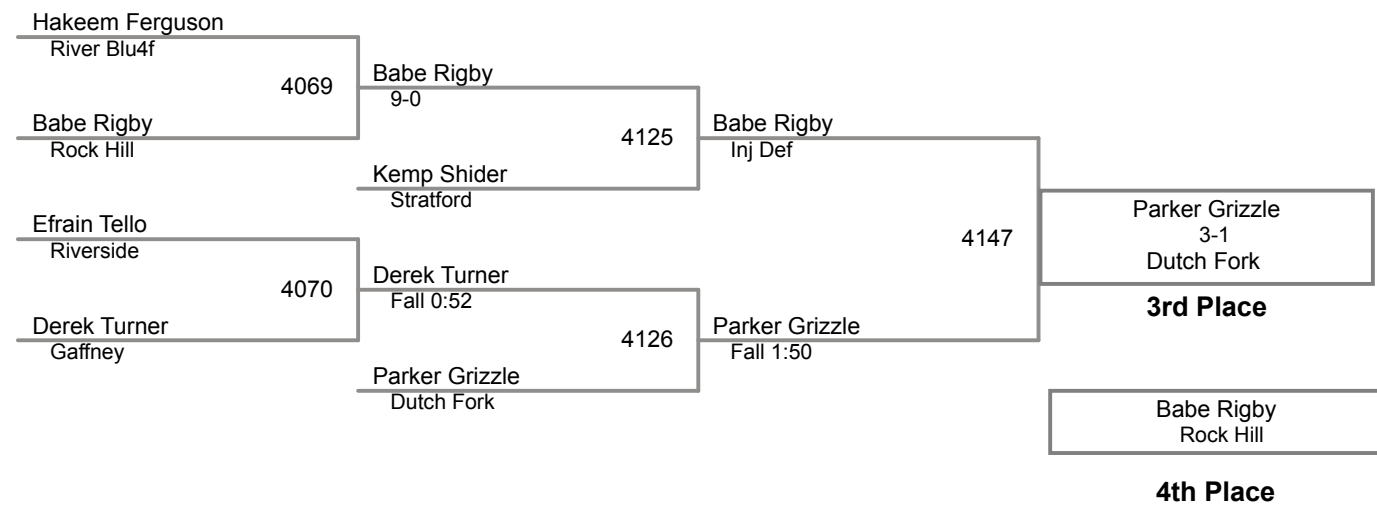 Hakeem Ferguson
River Blu4f
4069
Babe Rigby
Rock Hill
Babe Rigby
9-0
4125
Kemp Shider
Stratford
Babe Rigby
Inj Def
Efrain Tello
Riverside
4070
Derek Turner
Gaffney
Derek Turner
Fall 0:52
4126
Parker Grizzle
Dutch Fork
Parker Grizzle
Fall 1:50
4147
Parker Grizzle
3-1
Dutch Fork
3rd Place
Babe Rigby
Rock Hill
4th Place